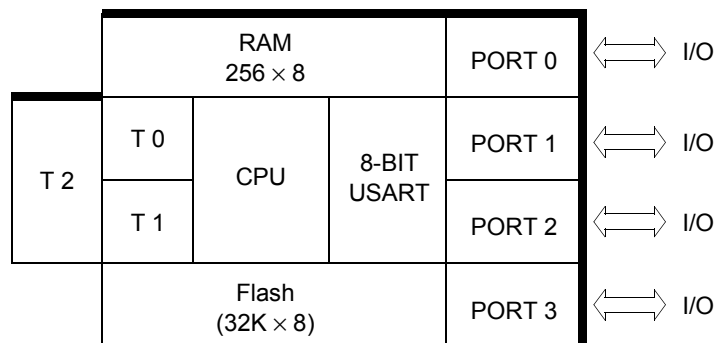 RAM
256 × 8
PORT 0
I/O
T 2
T 0
T 1
CPU
8-BIT
USART
PORT 1
I/O
PORT 2
I/O
Flash
(32K × 8)
PORT 3
I/O